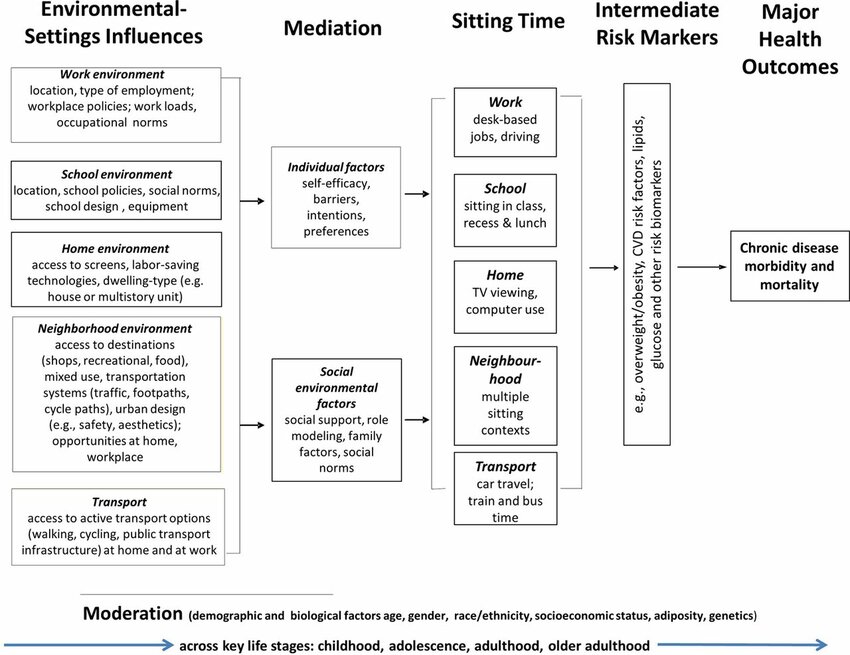 Environmental-
Settings Influences
Work environment
location, type of employment;
workplace policies; work loads,
occupational norms
School environment
location, school policies, social norms,
school design , equipment
Home environment
access to screens, labor-saving
technologies, dwelling-type (e.g.
house or multistory unit)
Neighborhood environment
access to destinations
(shops, recreational, food),
mixed use, transportation
systems (traffic, footpaths,
cycle paths), urban design
(e.g., safety, aesthetics);
opportunities at home,
workplace
Transport
access to active transport options
(walking, cycling, public transport
infrastructure) at home and at work
Mediation
Individual factors
self-efficacy,
barriers,
intentions,
preferences
Social
environmental
factors
social support, role
modeling, family
factors, social
norms
Sitting Time
Work
desk-based
jobs, driving
School
sitting in class,
recess & lunch
Home
TV viewing,
computer use
Neighbour-
hood
multiple
sitting
contexts
Transport
car travel;
train and bus
time
Intermediate
Risk Markers
e.g., overweight/obesity, CVD risk factors, lipids,
glucose and other risk biomarkers
Major
Health
Outcomes
Chronic disease
morbidity and
mortality
Moderation (demographic and biological factors age, gender, race/ethnicity, socioeconomic status, adiposity, genetics)
across key life stages: childhood, adolescence, adulthood, older adulthood